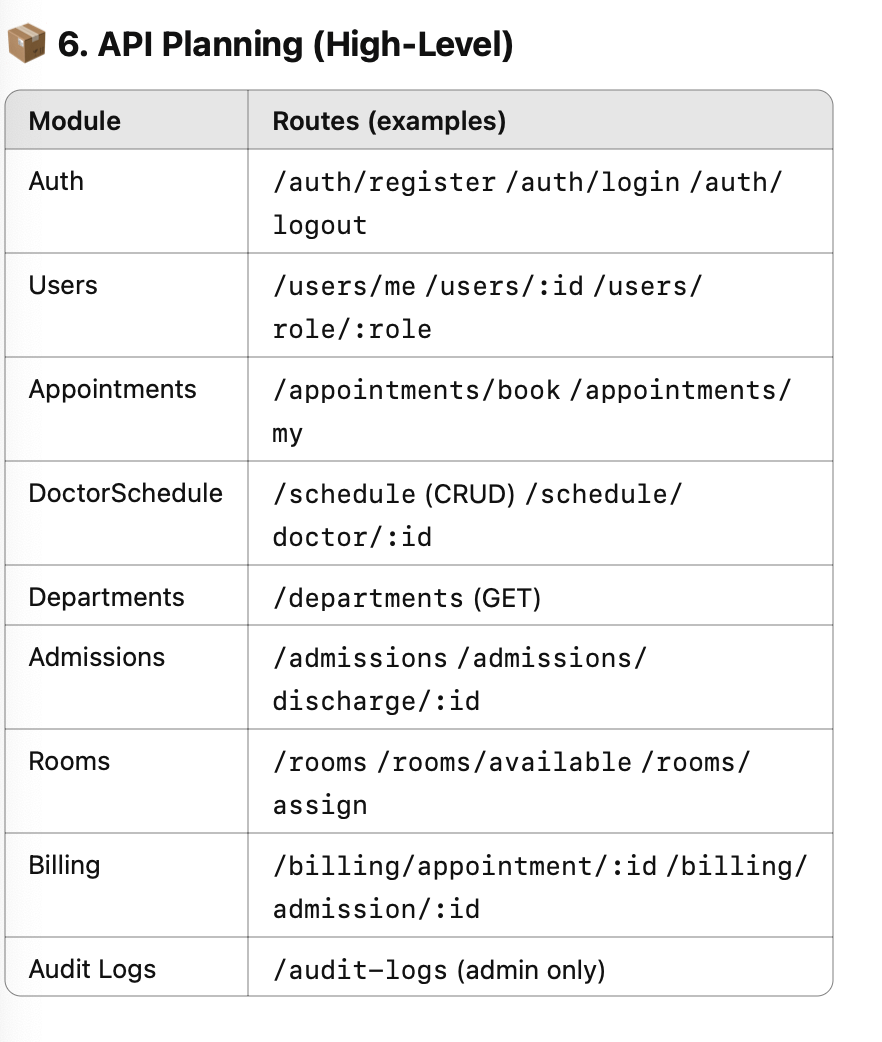 📦 6. API Planning (High-Level)
Module
Routes (examples)
Auth
/auth/register /auth/login /auth/
logout
Users
/users/me /users/:id /users/
role/:role
Appointments
/appointments/book /appointments/
my
DoctorSchedule
/schedule (CRUD) /schedule/
doctor/:id
Departments
/departments (GET)
Admissions
/admissions /admissions/
discharge/:id
Rooms
/rooms /rooms/available /rooms/
assign
Billing
/billing/appointment/:id /billing/
admission/:id
Audit Logs
/audit-logs (admin only)